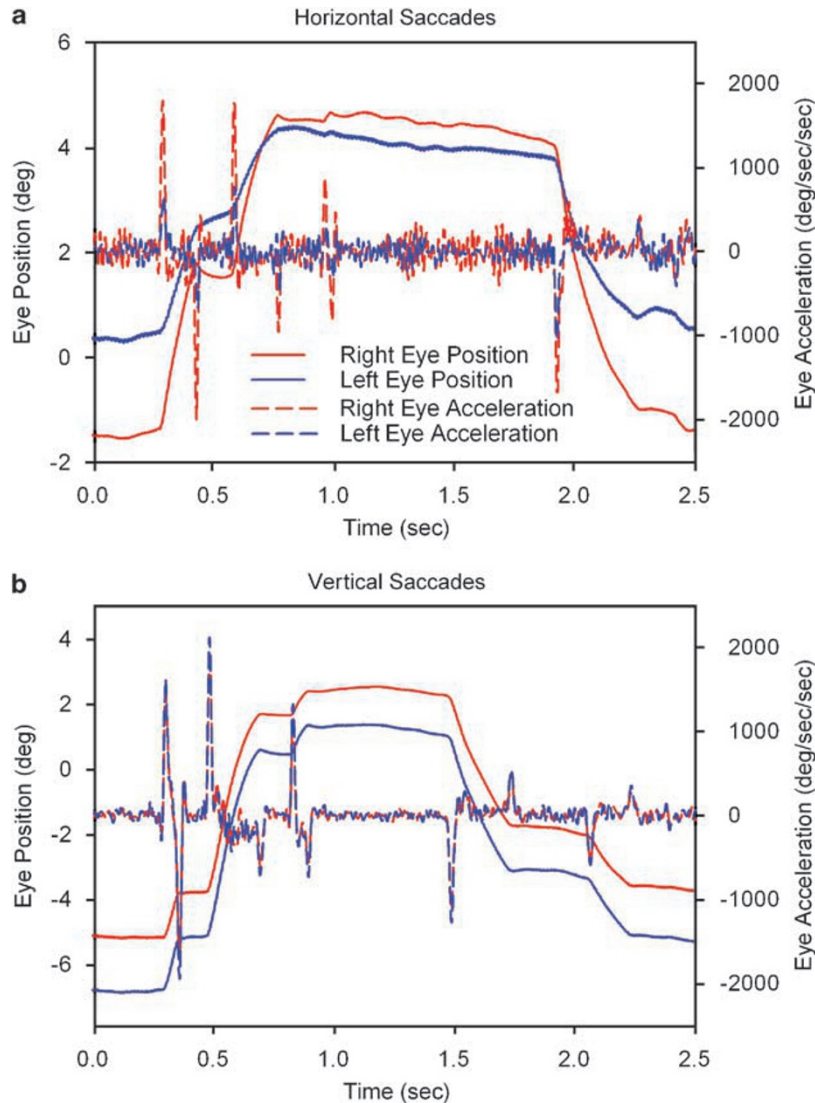 a
Horizontal Saccades
6
4
2
0
-2
Eye Position (deg)
2000
1000
0
-1000
-2000
Eye Acceleration (deg/sec/sec/sec)
Right Eye Position
Left Eye Position
Right Eye Acceleration
Left Eye Acceleration
0.0 0.5 1.0 1.5 2.0 2.5
Time (sec)
b
Vertical Saccades
4
2
0
-2
-4
-6
Eye Position (deg)
2000
1000
0
-1000
-2000
Eye Acceleration (deg/sec/sec/sec)
0.0 0.5 1.0 1.5 2.0 2.5
Time (sec)